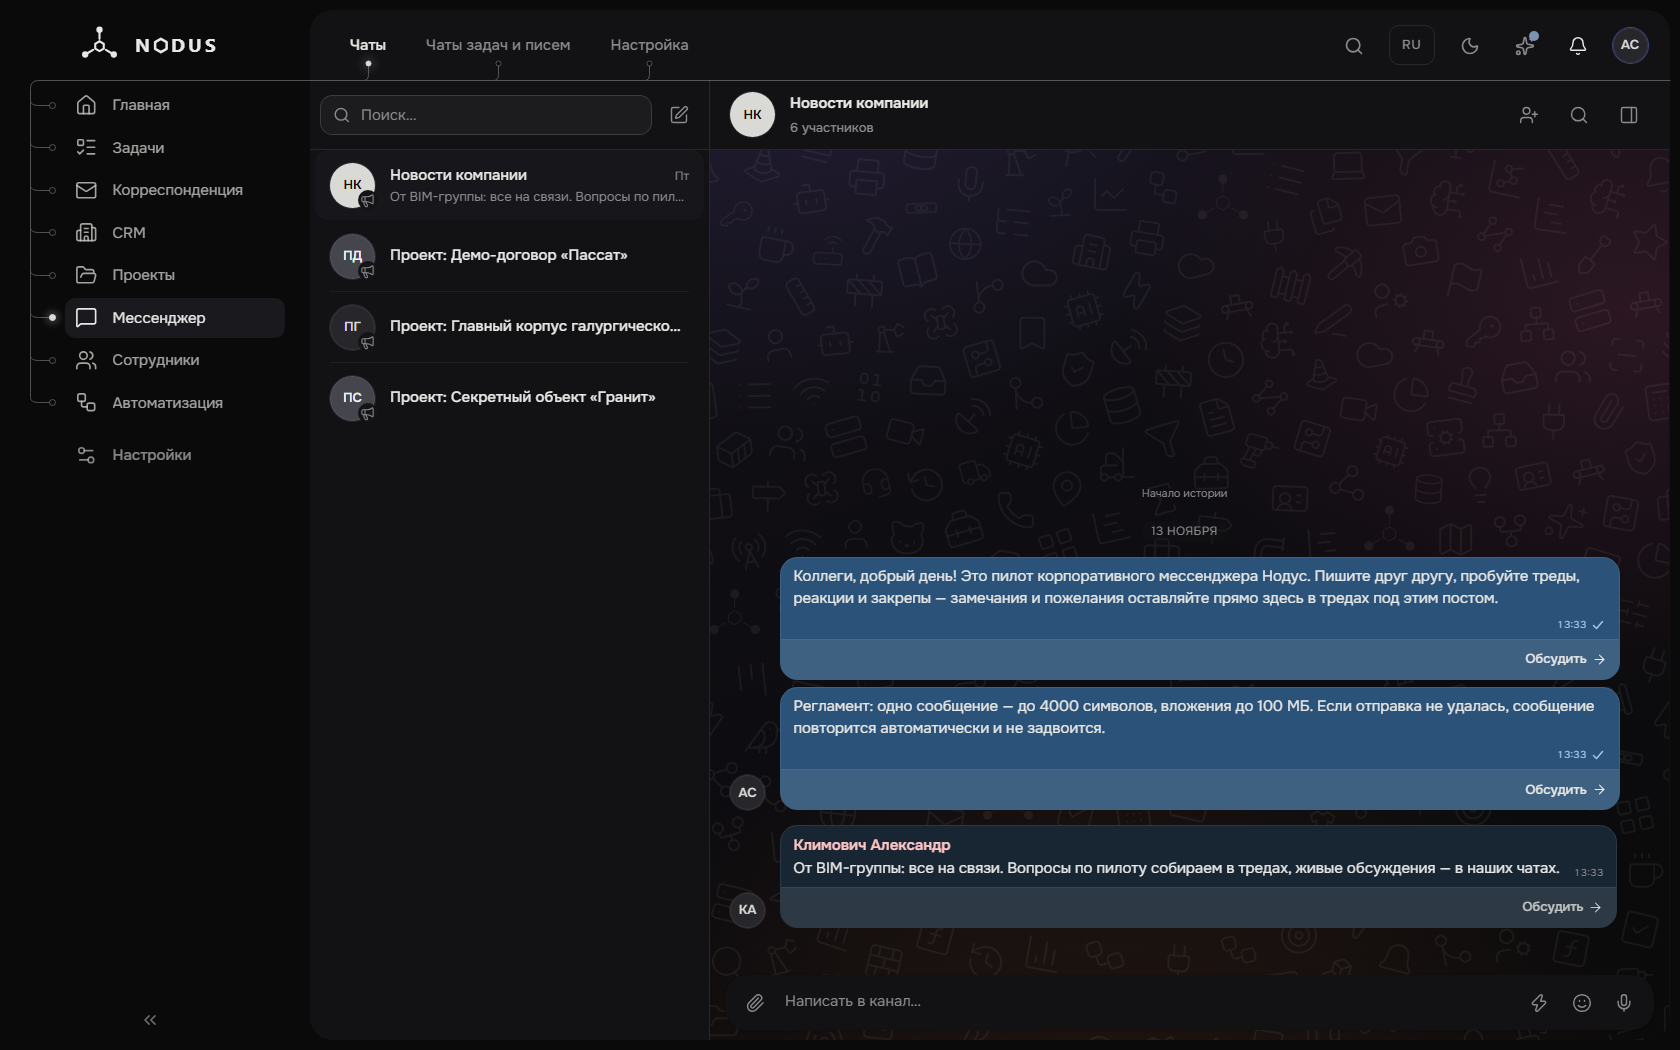 NODUS
Чаты
Чаты задач и писем
Настройка
RU
АС
Главная
Задачи
Корреспонденция
CRM
Проекты
Мессенджер
Сотрудники
Автоматизация
Настройки
Поиск...
НК
Новости компании
Пт
От BIM-группы: все на связи. Вопросы по пил...
ПД
Проект: Демо-договор «Пассат»
ПГ
Проект: Главный корпус галургическо...
ПС
Проект: Секретный объект «Гранит»
НК
Новости компании
6 участников
Начало истории
13 НОЯБРЯ
Коллеги, добрый день! Это пилот корпоративного мессенджера Нодус. Пишите друг другу, пробуйте треды,
реакции и закрепы — замечания и пожелания оставляйте прямо здесь в тредах под этим постом.
13:33
Обсудить
Регламент: одно сообщение — до 4000 символов, вложения до 100 МБ. Если отправка не удалась, сообщение
повторится автоматически и не задвоится.
13:33
АС
Обсудить
Климович Александр
От BIM-группы: все на связи. Вопросы по пилоту собираем в тредах, живые обсуждения — в наших чатах.
13:33
КА
Обсудить
Написать в канал...